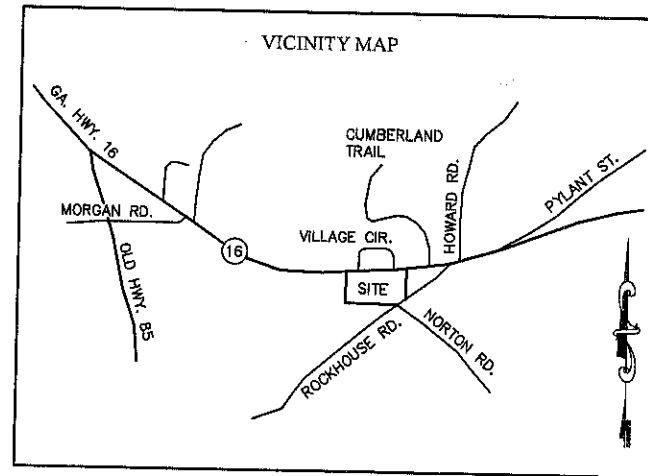 VICINITY MAP
GA. HWY. 16
CUMBERLAND
TRAIL
HOWARD RD.
PYLANT ST.
MORGAN RD.
VILLAGE CIR.
16
OLD HWY. 85
SITE
ROCKHOUSE RD.
NORTON RD.